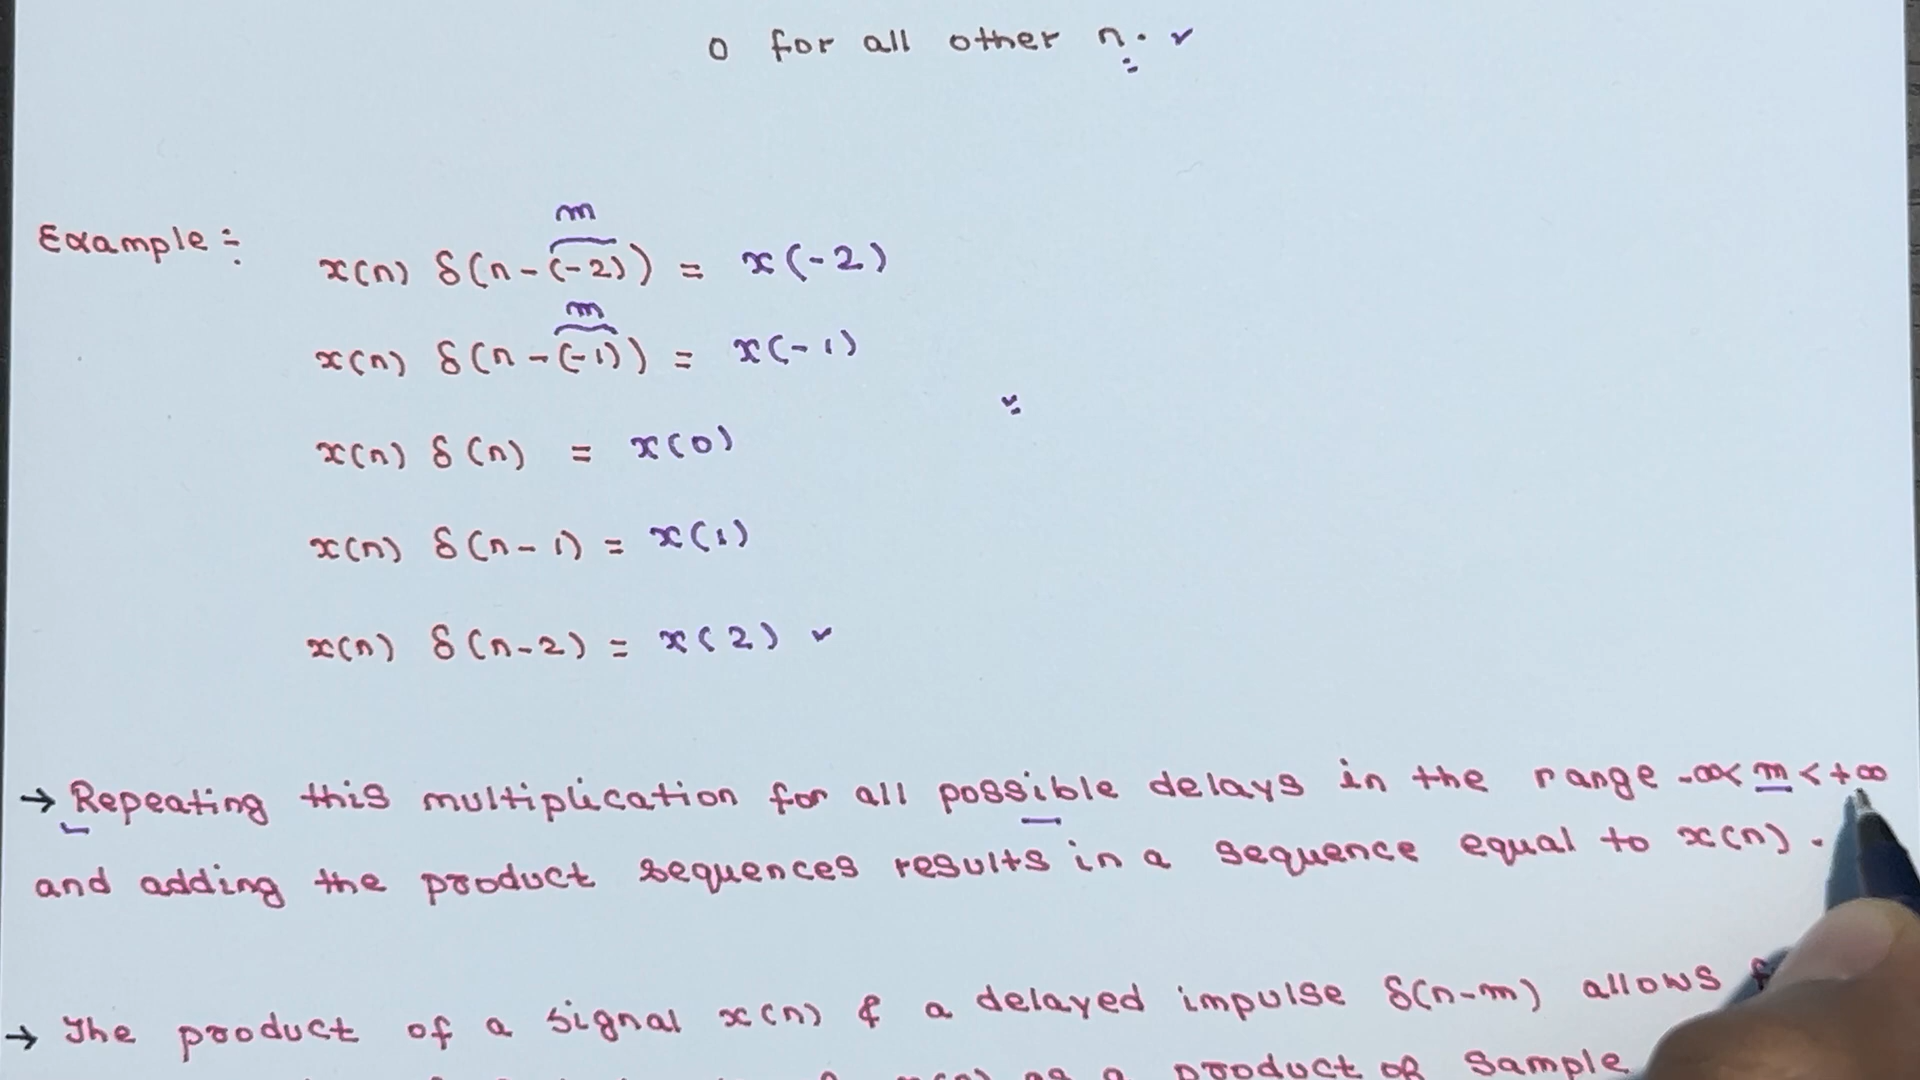 0 for all other n.
m
Example :-
x(n) δ(n-(-2)) = x(-2)
m
x(n) δ(n-(-1)) = x(-1)
x(n) δ(n) = x(0)
x(n) δ(n-1) = x(1)
x(n) δ(n-2) = x(2)
→ Repeating this multiplication for all possible delays in the range -∞< m < +∞
and adding the product sequences results in a sequence equal to x(n).
→ The product of a signal x(n) & a delayed impulse δ(n-m) allows
x(n) as a product of sample